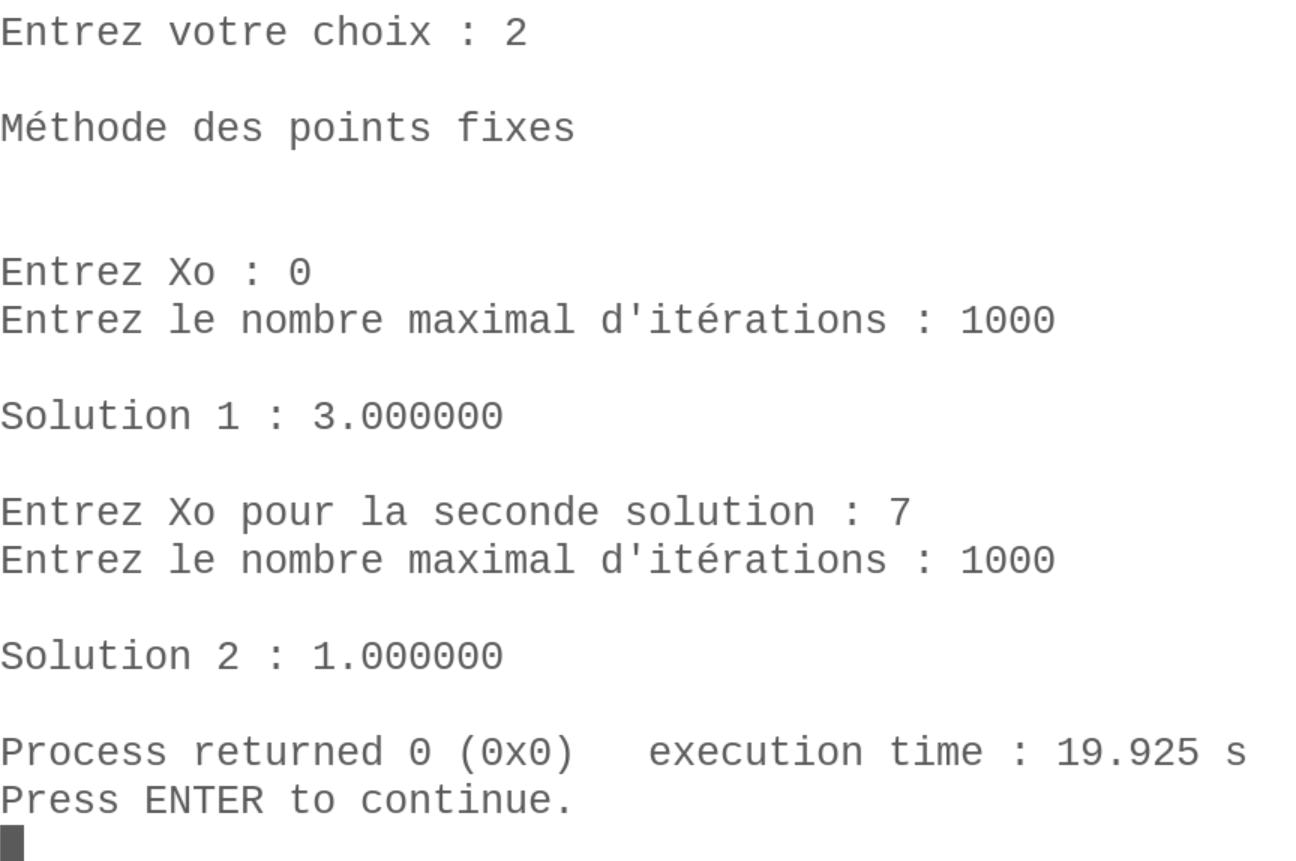 Entrez votre choix : 2
Méthode des points fixes
Entrez Xo : 0
Entrez le nombre maximal d'itérations : 1000
Solution 1 : 3.000000
Entrez Xo pour la seconde solution : 7
Entrez le nombre maximal d'itérations : 1000
Solution 2 : 1.000000
Process returned 0 (0x0)   execution time : 19.925 s
Press ENTER to continue.